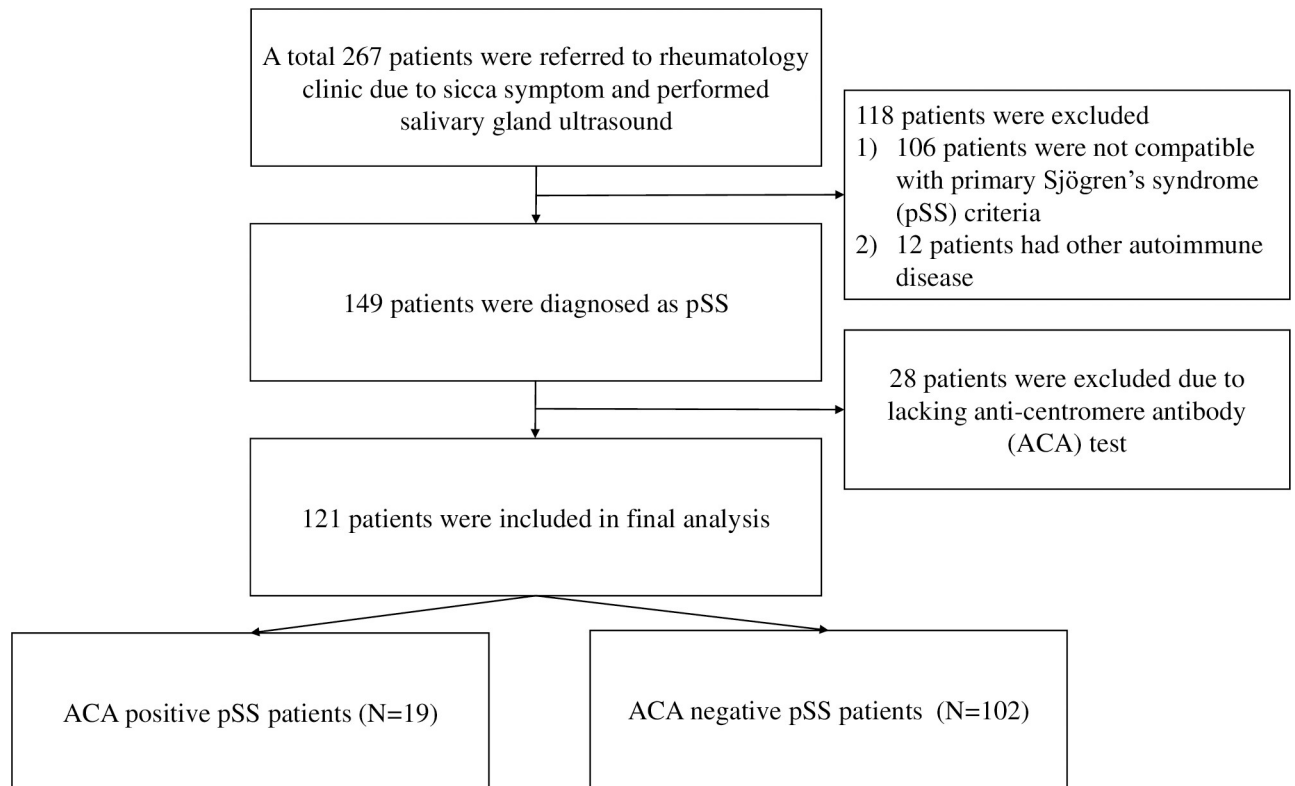 A total 267 patients were referred to rheumatology
clinic due to sicca symptom and performed
salivary gland ultrasound
118 patients were excluded
1) 106 patients were not compatible
with primary Sjögren’s syndrome
(pSS) criteria
2) 12 patients had other autoimmune
disease
149 patients were diagnosed as pSS
28 patients were excluded due to
lacking anti-centromere antibody
(ACA) test
121 patients were included in final analysis
ACA positive pSS patients (N=19)
ACA negative pSS patients (N=102)